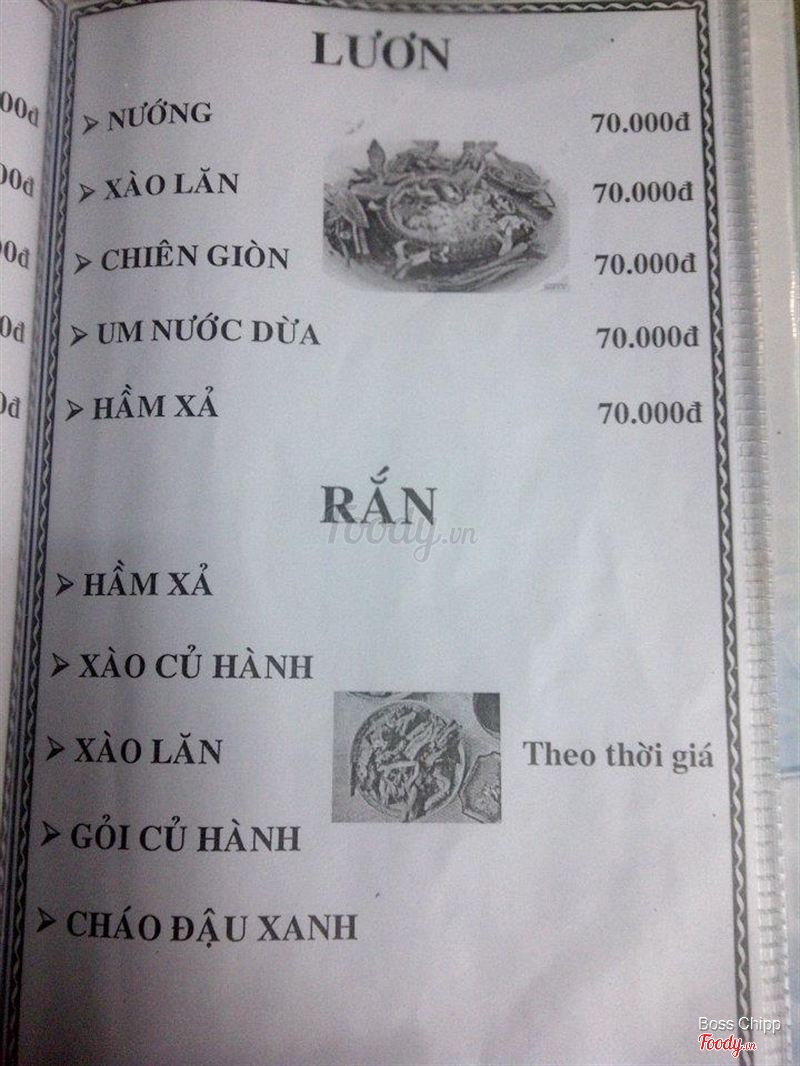 LƯƠN
➢ NƯỚNG 70.000đ
➢ XÀO LĂN 70.000đ
➢ CHIÊN GIÒN 70.000đ
➢ UM NƯỚC DỪA 70.000đ
➢ HẦM XẢ 70.000đ
RẮN
foody.vn
➢ HẦM XẢ
➢ XÀO CỦ HÀNH
➢ XÀO LĂN Theo thời giá
➢ GỎI CỦ HÀNH
➢ CHÁO ĐẬU XANH
Boss Chipp
Foody.vn